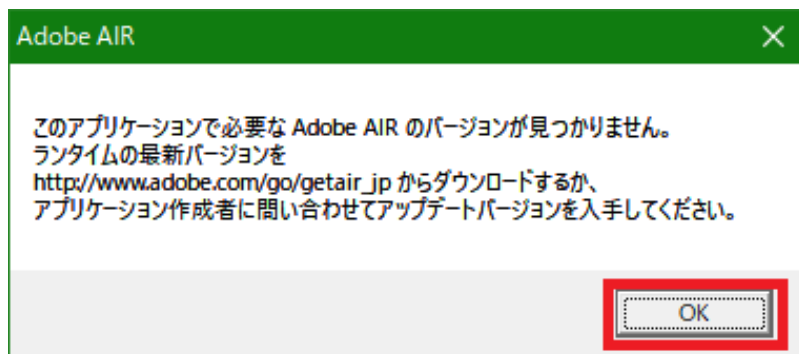 Adobe AIR
このアプリケーションで必要な Adobe AIR のバージョンが見つかりません。
ランタイムの最新バージョンを
http://www.adobe.com/go/getair_jp からダウンロードするか、
アプリケーション作成者に問い合わせてアップデートバージョンを入手してください。
OK